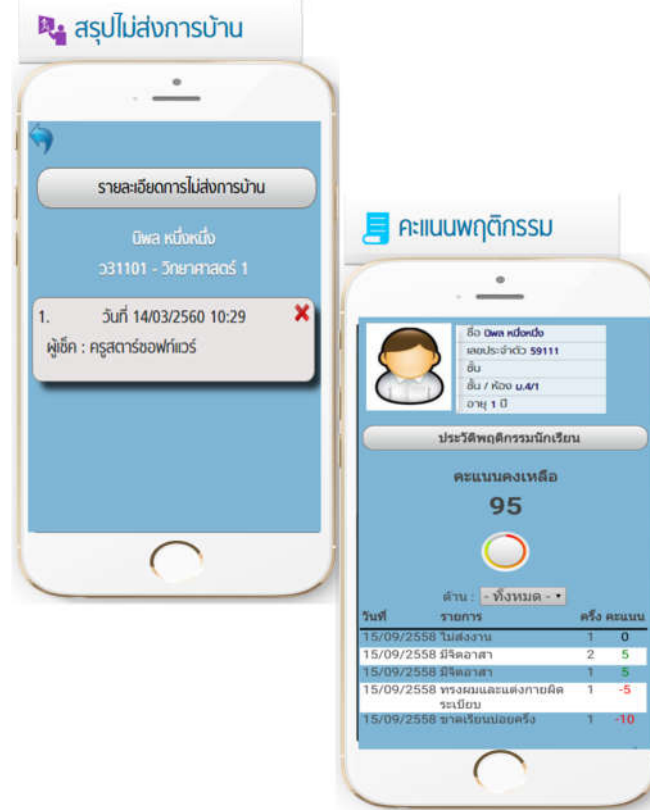 สรุปไม่ส่งการบ้าน
รายละเอียดการไม่ส่งการบ้าน
นิพล หนึ่งหนึ่ง
ว31101 - วิทยาศาสตร์ 1
1. วันที่ 14/03/2560 10:29
ผู้เช็ค : ครูสตาร์ซอฟท์แวร์
คะแนนพฤติกรรม
ชื่อ นิพล หนึ่งหนึ่ง
เลขประจำตัว 59111
ชั้น
ชั้น / ห้อง ม.4/1
อายุ 1 ปี
ประวัติพฤติกรรมนักเรียน
คะแนนคงเหลือ
95
ด้าน : - ทั้งหมด -
วันที่ รายการ ครั้ง คะแนน
15/09/2558 ไม่ส่งงาน 1 0
15/09/2558 มีจิตอาสา 2 5
15/09/2558 มีจิตอาสา 1 5
15/09/2558 ทรงผมและแต่งกายผิด 1 -5
ระเบียบ
15/09/2558 ขาดเรียนบ่อยครั้ง 1 -10